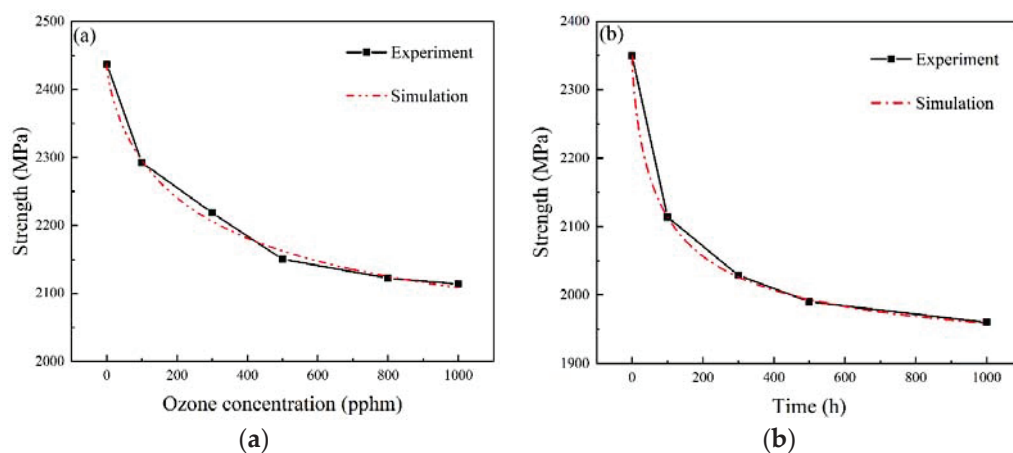 (a)
Experiment
Simulation
2500
2400
2300
2200
2100
2000
Strength (MPa)
0 200 400 600 800 1000
Ozone concentration (pphm)
(a)
(b)
Experiment
Simulation
2400
2300
2200
2100
2000
1900
Strength (MPa)
0 200 400 600 800 1000
Time (h)
(b)